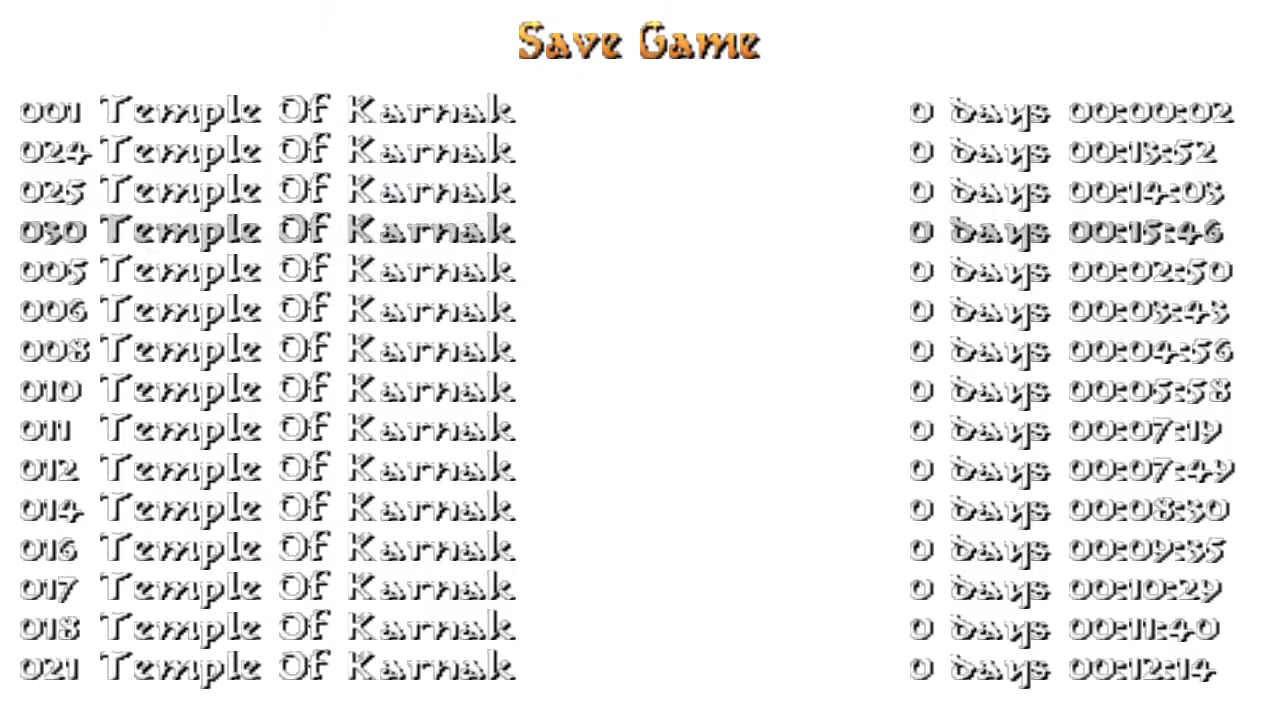 Save Game
001 Temple Of Karnak 0 days 00:00:02
024 Temple Of Karnak 0 days 00:13:52
025 Temple Of Karnak 0 days 00:14:03
030 Temple Of Karnak 0 days 00:15:46
005 Temple Of Karnak 0 days 00:02:50
006 Temple Of Karnak 0 days 00:03:43
008 Temple Of Karnak 0 days 00:04:56
010 Temple Of Karnak 0 days 00:05:58
011 Temple Of Karnak 0 days 00:07:19
012 Temple Of Karnak 0 days 00:07:49
014 Temple Of Karnak 0 days 00:08:30
016 Temple Of Karnak 0 days 00:09:35
017 Temple Of Karnak 0 days 00:10:29
018 Temple Of Karnak 0 days 00:11:40
021 Temple Of Karnak 0 days 00:12:14